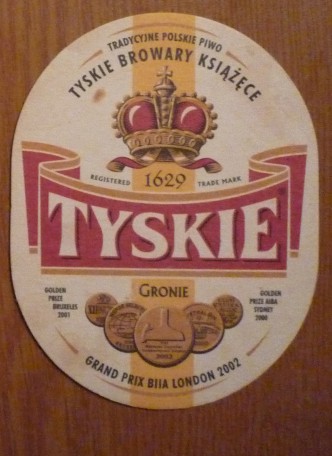 TRADYCYJNE POLSKIE PIWO
TYSKIE BROWARY KSIĄŻĘCE
REGISTERED 1629 TRADE MARK
TYSKIE
GRONIE
GOLDEN
PRIZE
BRUXELLES
2001
GOLDEN
PRIZE AIBA
SYDNEY
2000
2002
GRAND PRIX BIIA LONDON 2002